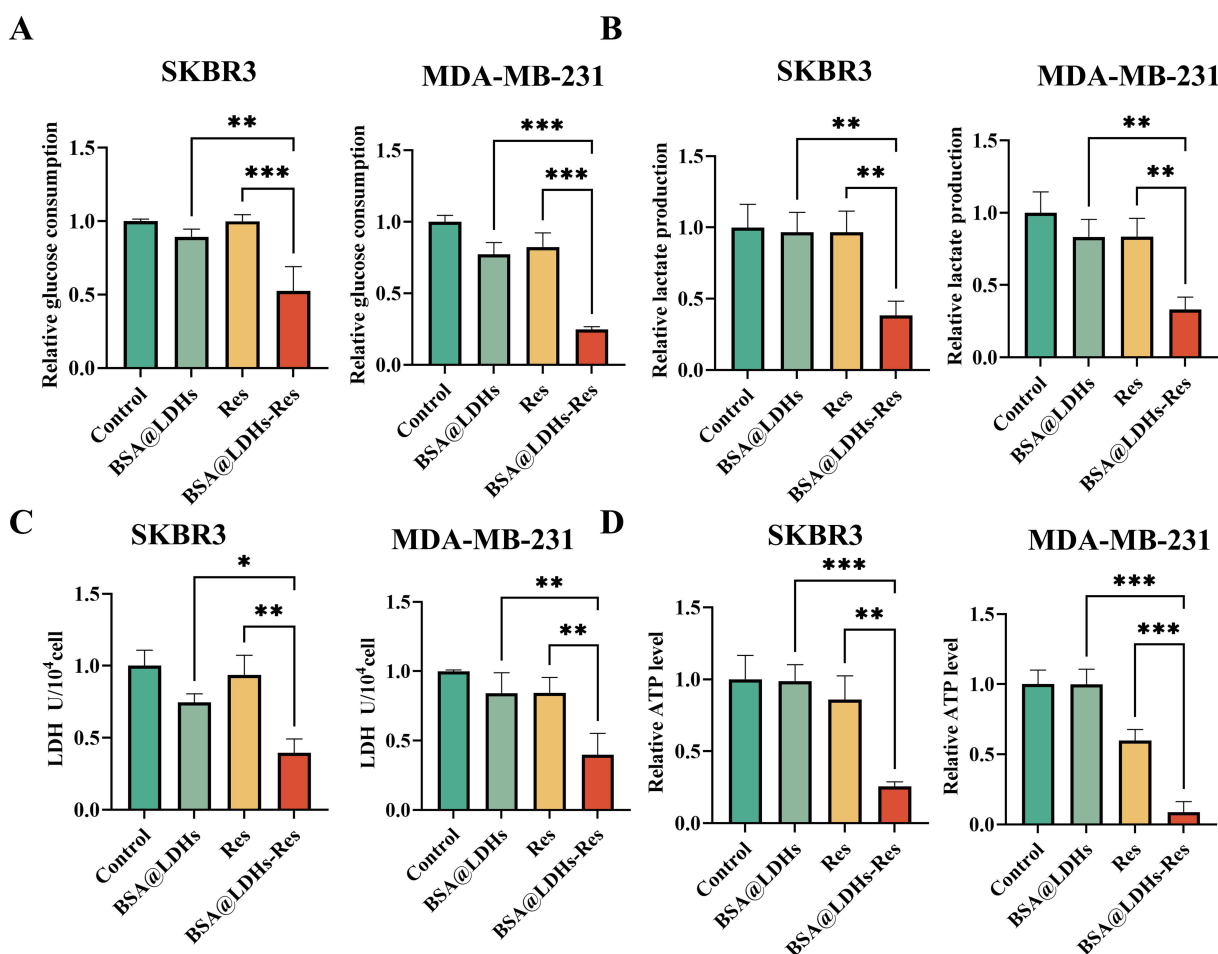 A
B
SKBR3
MDA-MB-231
SKBR3
MDA-MB-231
Relative glucose consumption
1.5
1.0
0.5
0.0
**
***
Control
BSA@LDHs
Res
BSA@LDHs-Res
Relative glucose consumption
1.5
1.0
0.5
0.0
***
***
Control
BSA@LDHs
Res
BSA@LDHs-Res
Relative lactate production
1.5
1.0
0.5
0.0
**
**
Control
BSA@LDHs
Res
BSA@LDHs-Res
Relative lactate production
1.5
1.0
0.5
0.0
**
**
Control
BSA@LDHs
Res
BSA@LDHs-Res
C
D
SKBR3
MDA-MB-231
SKBR3
MDA-MB-231
LDH U/10⁴cell
1.5
1.0
0.5
0.0
*
**
Control
BSA@LDHs
Res
BSA@LDHs-Res
LDH U/10⁴cell
1.5
1.0
0.5
0.0
**
**
Control
BSA@LDHs
Res
BSA@LDHs-Res
Relative ATP level
1.5
1.0
0.5
0.0
***
**
Control
BSA@LDHs
Res
BSA@LDHs-Res
Relative ATP level
1.5
1.0
0.5
0.0
***
***
Control
BSA@LDHs
Res
BSA@LDHs-Res